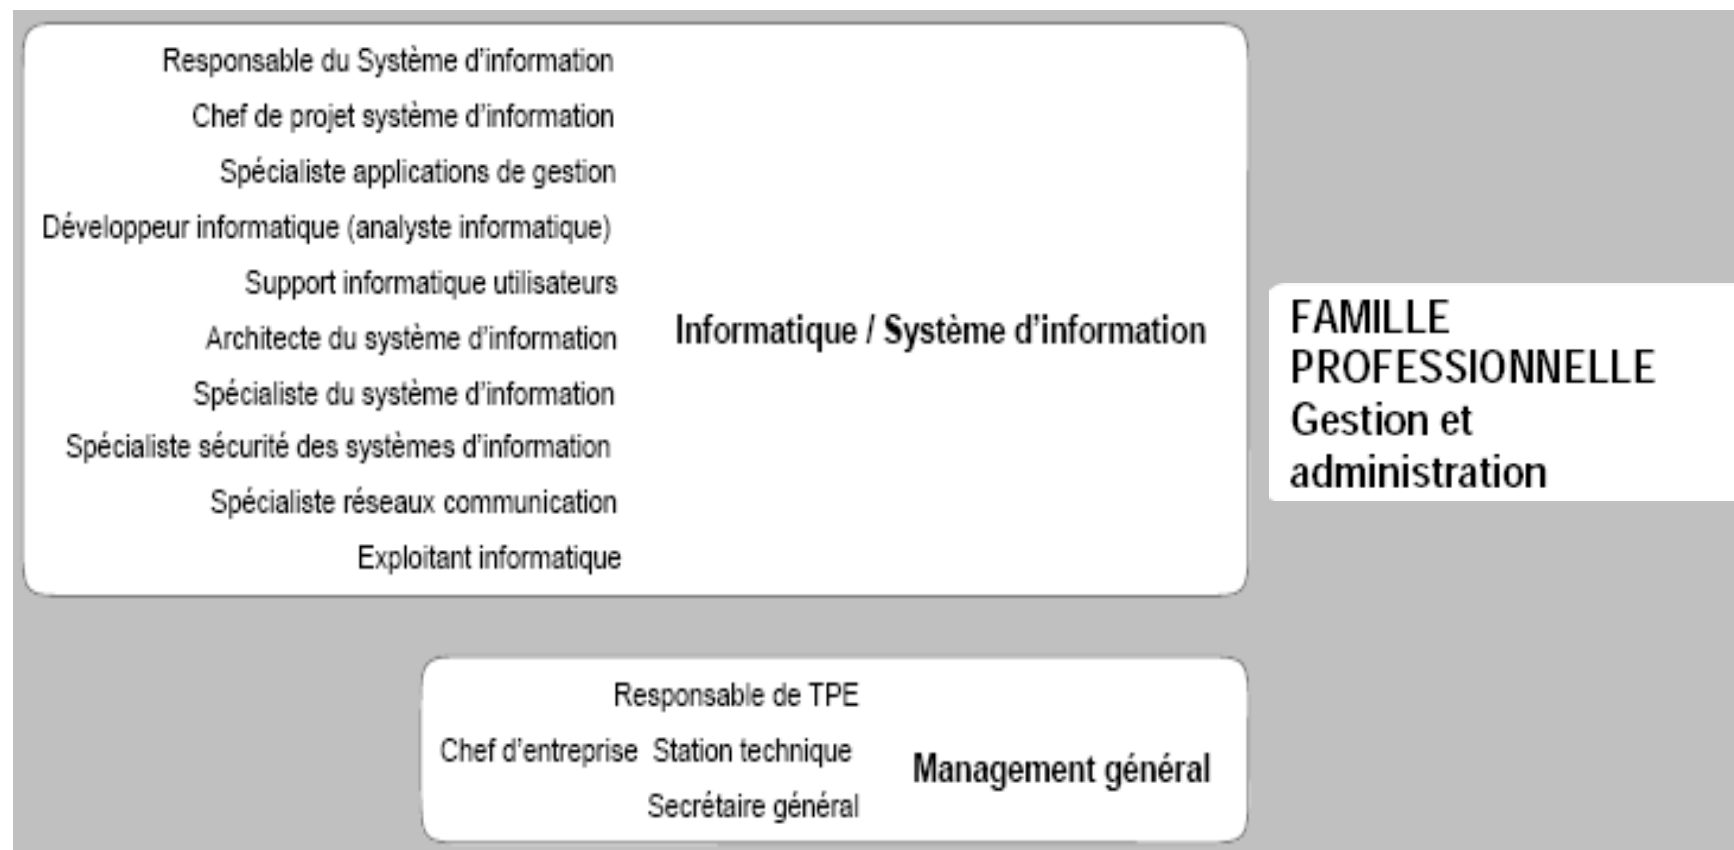 Responsable du Système d'information
Chef de projet système d'information
Spécialiste applications de gestion
Développeur informatique (analyste informatique)
Support informatique utilisateurs
Architecte du système d'information
Spécialiste du système d'information
Spécialiste sécurité des systèmes d'information
Spécialiste réseaux communication
Exploitant informatique
Informatique / Système d'information
FAMILLE
PROFESSIONNELLE
Gestion et
administration
Responsable de TPE
Chef d'entreprise Station technique
Secrétaire général
Management général